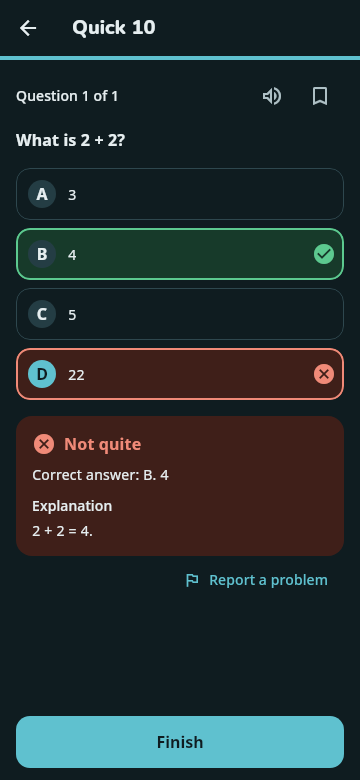 Quick 10
Question 1 of 1
What is 2 + 2?
A 3
B 4
C 5
D 22
Not quite
Correct answer: B. 4
Explanation
2 + 2 = 4.
Report a problem
Finish